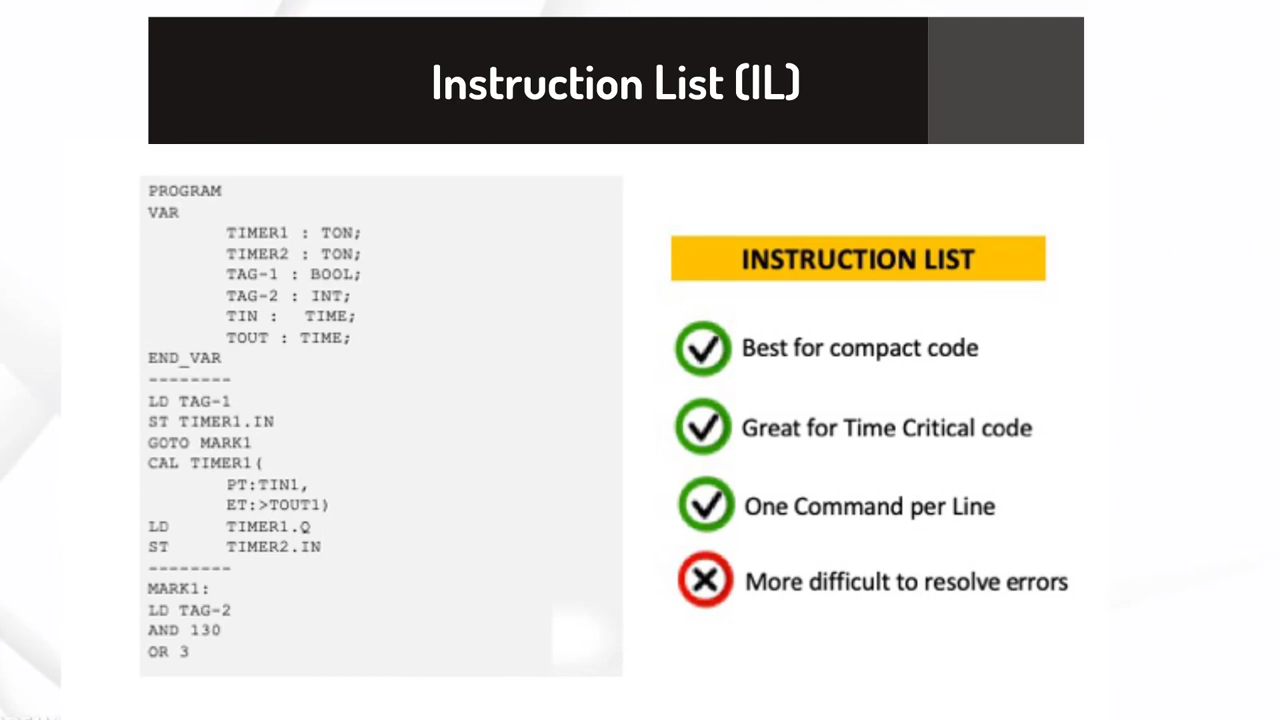 Instruction List (IL)
PROGRAM
VAR
TIMER1 : TON;
TIMER2 : TON;
TAG-1 : BOOL;
TAG-2 : INT;
TIN :   TIME;
TOUT : TIME;
END_VAR
--------
LD TAG-1
ST TIMER1.IN
GOTO MARK1
CAL TIMER1(
PT:TIN1,
ET:>TOUT1)
LD      TIMER1.Q
ST      TIMER2.IN
--------
MARK1:
LD TAG-2
AND 130
OR 3
INSTRUCTION LIST
Best for compact code
Great for Time Critical code
One Command per Line
More difficult to resolve errors